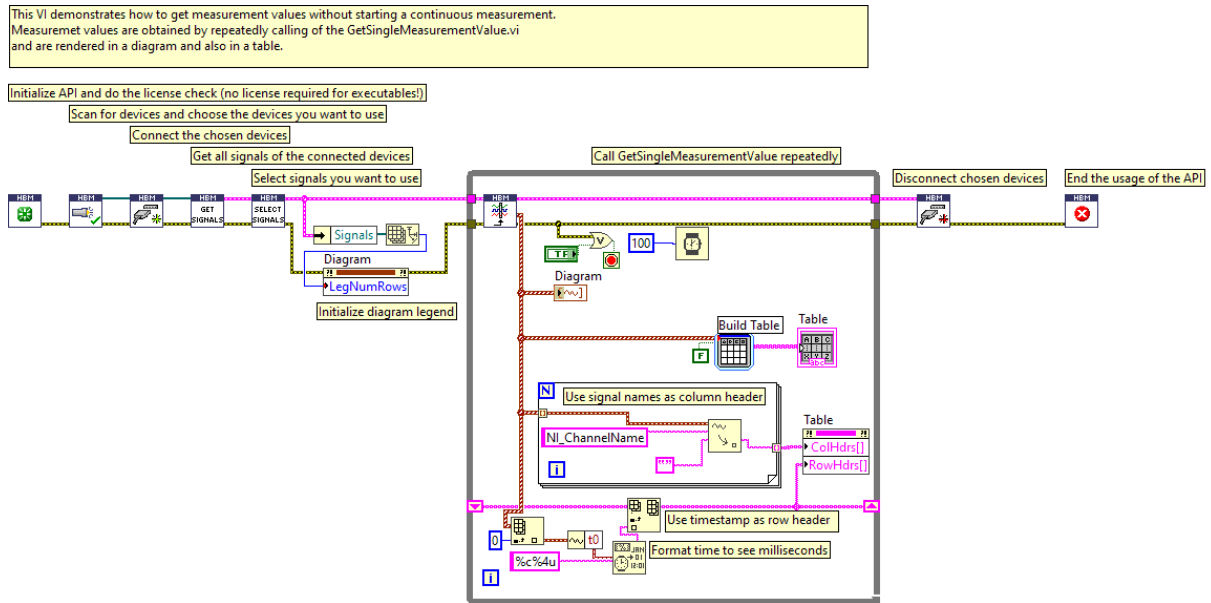 This VI demonstrates how to get measurement values without starting a continuous measurement.
Measuremet values are obtained by repeatedly calling of the GetSingleMeasurementValue.vi
and are rendered in a diagram and also in a table.
Initialize API and do the license check (no license required for executables!)
Scan for devices and choose the devices you want to use
Connect the chosen devices
Get all signals of the connected devices
Call GetSingleMeasurementValue repeatedly
Select signals you want to use
Disconnect chosen devices
End the usage of the API
HBM
HBM
HBM
HBM
GET
SIGNALS
HBM
SELECT
SIGNALS
HBM
HBM
HBM
Signals
Diagram
LegNumRows
Initialize diagram legend
V
TF
100
Diagram
Build Table
Table
F
A B C D
A B C
X Y Z
abc
N
Use signal names as column header
NI_ChannelName
""
i
Table
ColHdrs[]
RowHdrs[]
Use timestamp as row header
0
t0
Format time to see milliseconds
%c%4u
JAN
01
12:01
i